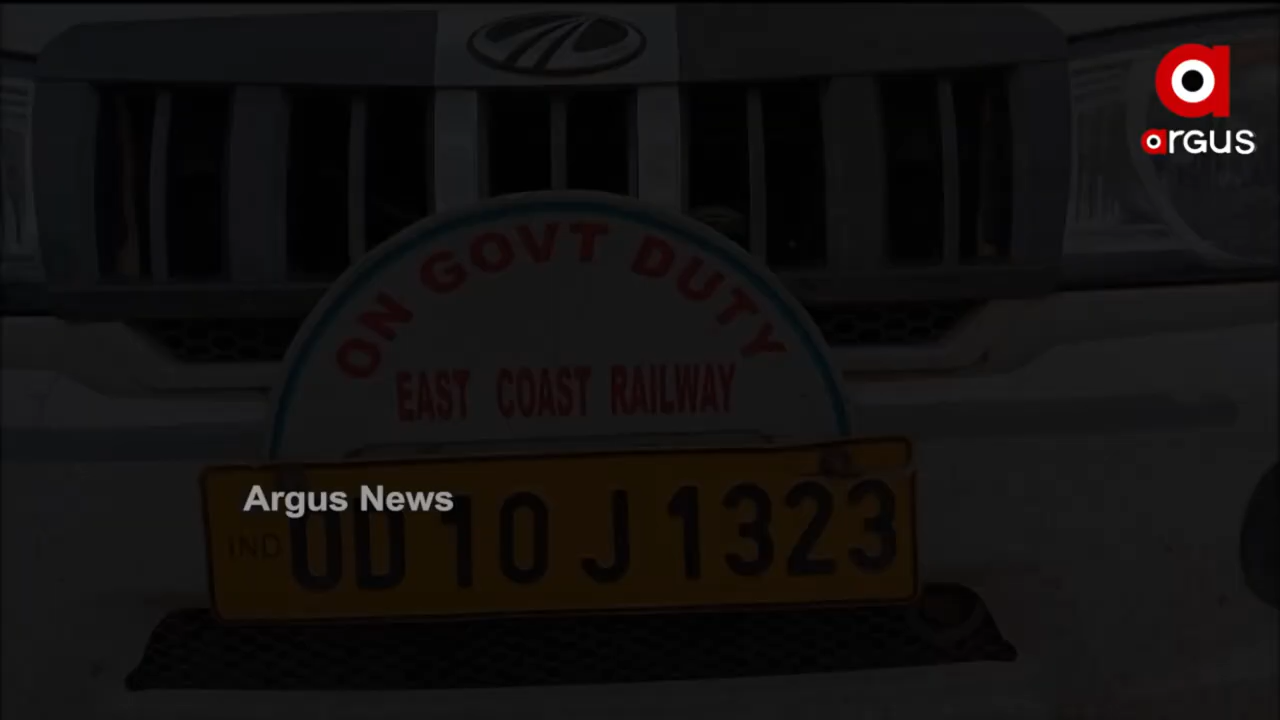 argus
ON GOVT DUTY
EAST COAST RAILWAY
Argus News
IND OD 10 J 1323